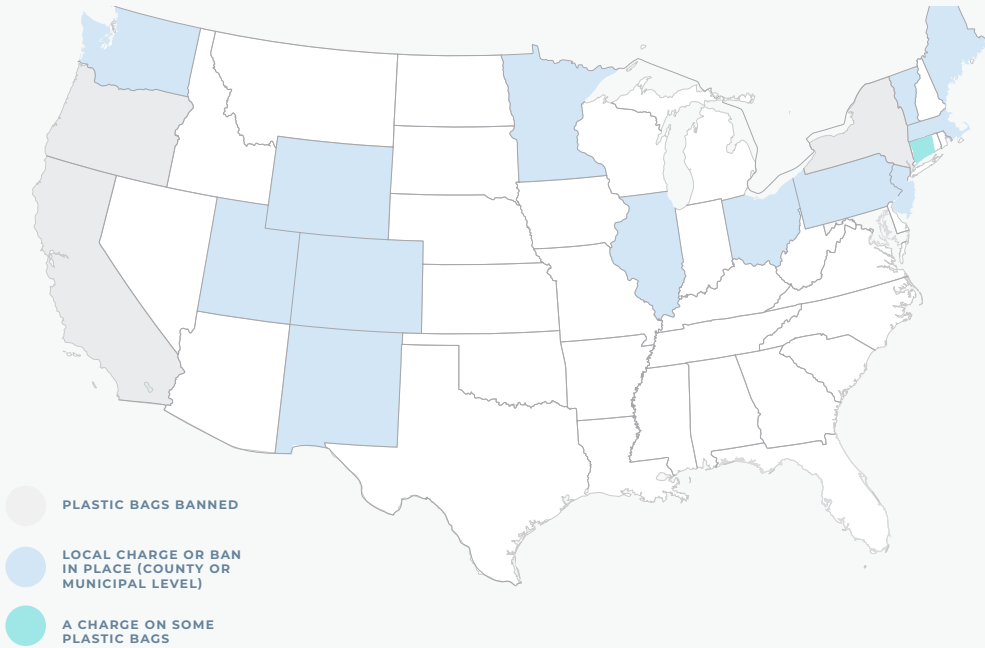 PLASTIC BAGS BANNED
LOCAL CHARGE OR BAN
IN PLACE (COUNTY OR
MUNICIPAL LEVEL)
A CHARGE ON SOME
PLASTIC BAGS